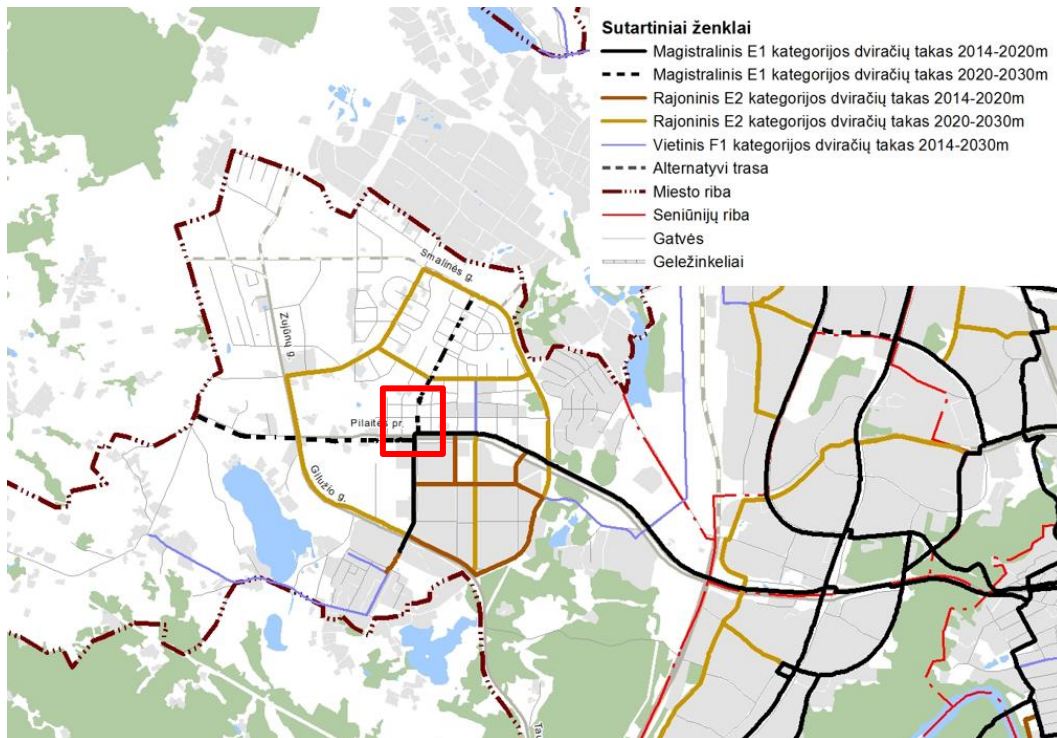 Sutartiniai ženklai
Magistralinis E1 kategorijos dviračių takas 2014-2020m
Magistralinis E1 kategorijos dviračių takas 2020-2030m
Rajoninis E2 kategorijos dviračių takas 2014-2020m
Rajoninis E2 kategorijos dviračių takas 2020-2030m
Vietinis F1 kategorijos dviračių takas 2014-2030m
Alternatyvi trasa
Miesto riba
Seniūnijų riba
Gatvės
Geležinkeliai
Smalinės g.
Zujūnų g.
Pilaitės pr.
Gilužio g.
Tau